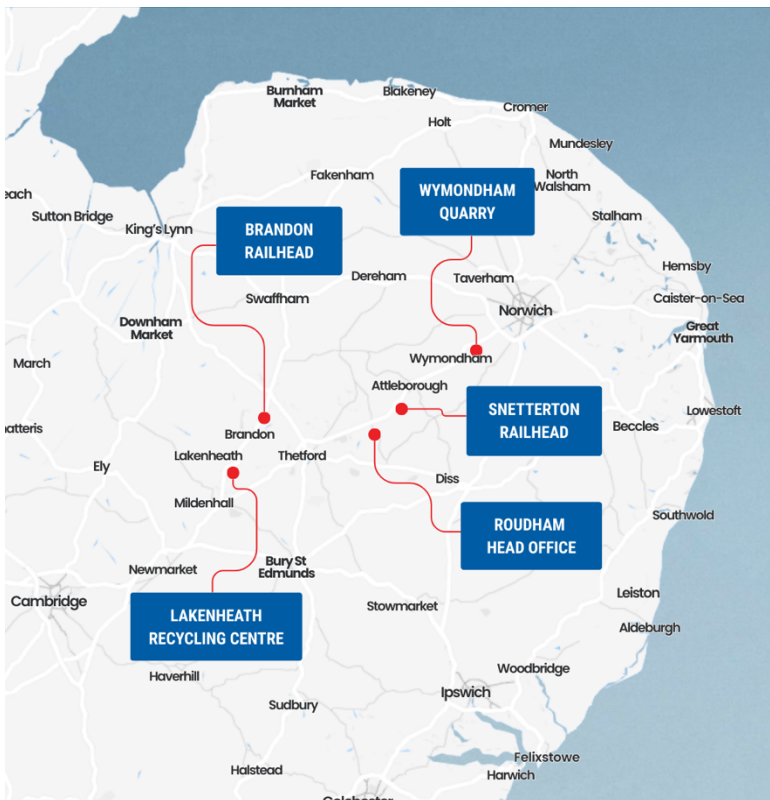 Burnham
Market
Blakeney
Cromer
Holt
Mundesley
Fakenham
North
Walsham
WYMONDHAM
QUARRY
each
Sutton Bridge
King's Lynn
BRANDON
RAILHEAD
Stalham
Hemsby
Dereham
Taverham
Swaffham
Caister-on-Sea
Norwich
Downham
Market
Great
Yarmouth
March
Wymondham
Attleborough
SNETTERTON
RAILHEAD
Lowestoft
Beccles
hatteris
Brandon
Lakenheath
Thetford
Ely
Diss
Mildenhall
Southwold
ROUDHAM
HEAD OFFICE
Newmarket
Bury St
Edmunds
Leiston
Cambridge
Stowmarket
LAKENHEATH
RECYCLING CENTRE
Aldeburgh
Woodbridge
Haverhill
Ipswich
Sudbury
Felixstowe
Halstead
Harwich
Colchester